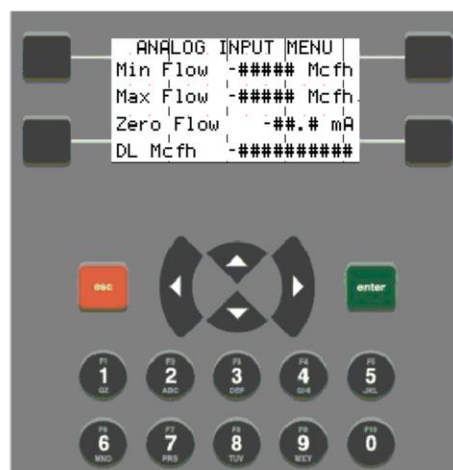 ANALOG INPUT MENU
Min Flow -##### Mcfh
Max Flow -##### Mcfh
Zero Flow -##.# mA
DL Mcfh -##########
esc
enter
F1 F2 F3 F4 F5
1 2 3 4 5
QZ ABC DEF GHI JKL
F6 F7 F8 F9 F10
6 7 8 9 0
MNO PRS TUV WXY